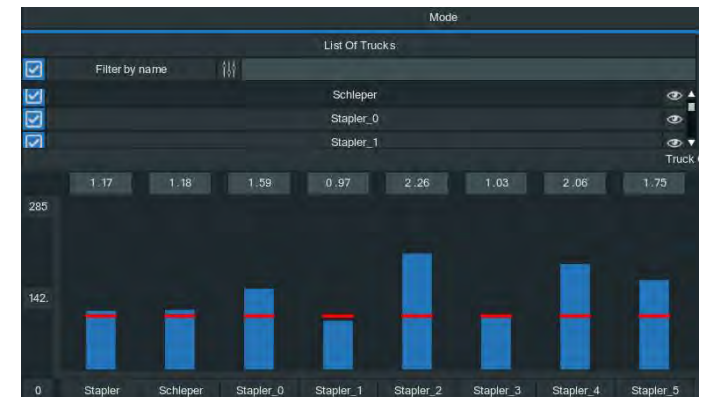 Mode
List Of Trucks
Filter by name
Schleper
Stapler_0
Stapler_1
Truck
1.17 1.18 1.59 0.97 2.26 1.03 2.06 1.75
285
142.
0 Stapler Schleper Stapler_0 Stapler_1 Stapler_2 Stapler_3 Stapler_4 Stapler_5